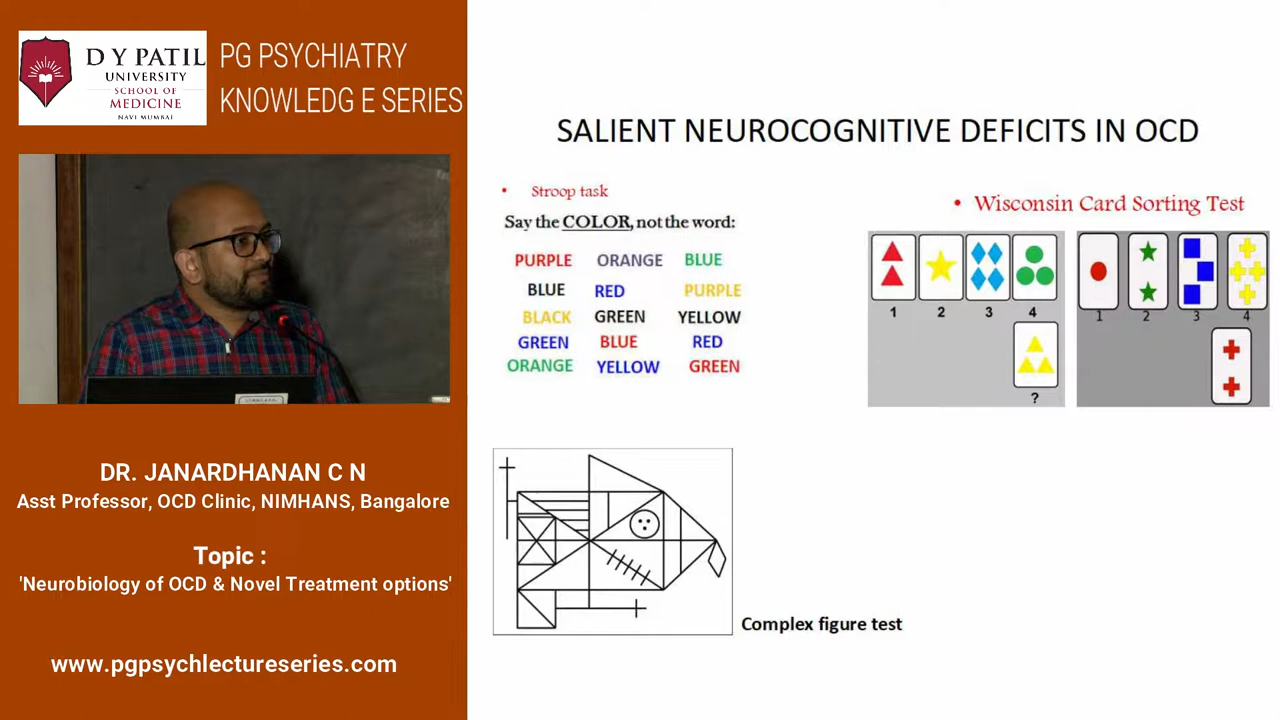 D Y PATIL
UNIVERSITY
SCHOOL OF
MEDICINE
NAVI MUMBAI
PG PSYCHIATRY
KNOWLEDG E SERIES
DR. JANARDHANAN C N
Asst Professor, OCD Clinic, NIMHANS, Bangalore
Topic :
'Neurobiology of OCD & Novel Treatment options'
www.pgpsychlectureseries.com
SALIENT NEUROCOGNITIVE DEFICITS IN OCD
• Stroop task
Say the COLOR, not the word:
PURPLE ORANGE BLUE
BLUE RED PURPLE
BLACK GREEN YELLOW
GREEN BLUE RED
ORANGE YELLOW GREEN
• Wisconsin Card Sorting Test
1 2 3 4
?
1 2 3 4
Complex figure test